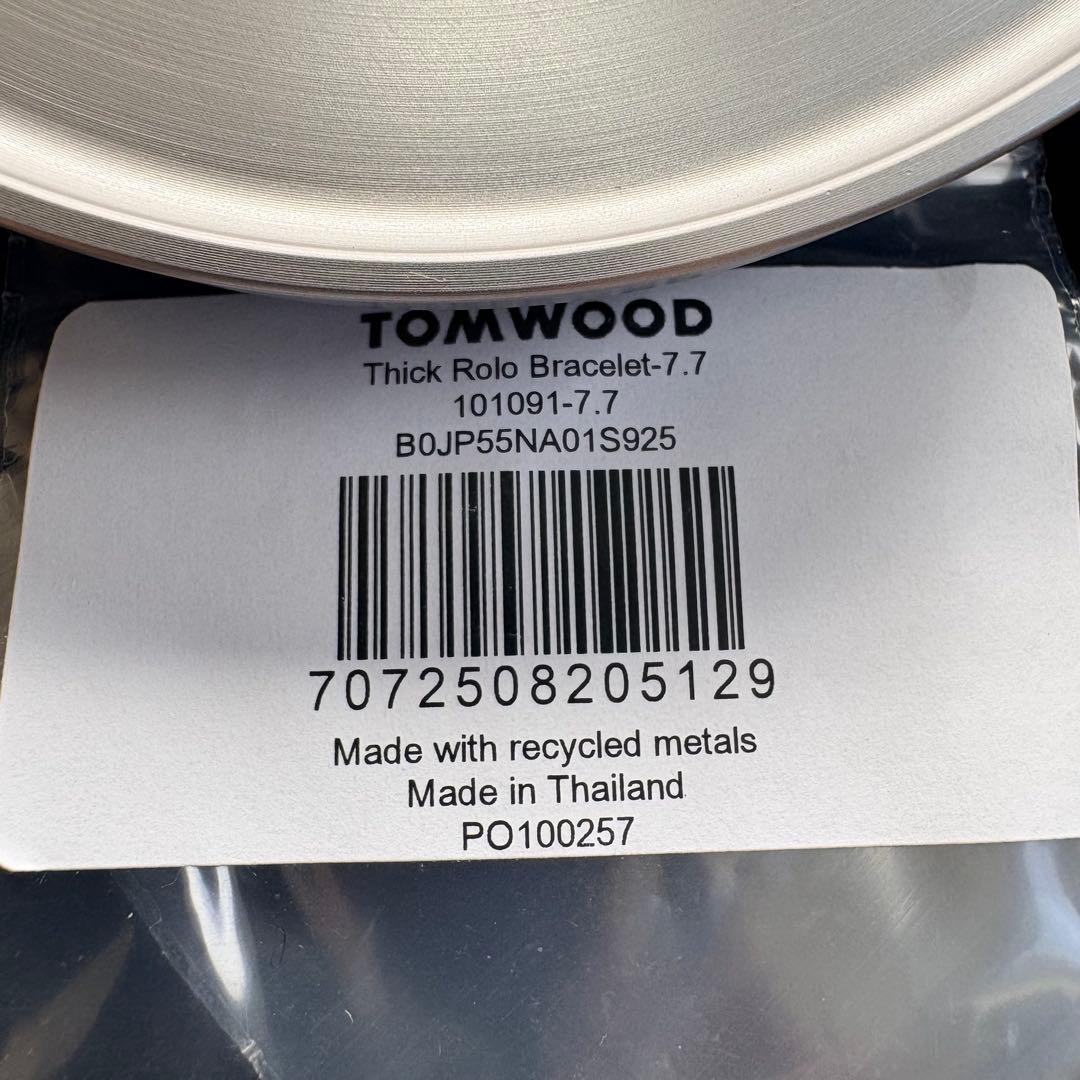 TOMWOOD
Thick Rolo Bracelet-7.7
101091-7.7
B0JP55NA01S925
7072508205129
Made with recycled metals
Made in Thailand
PO100257